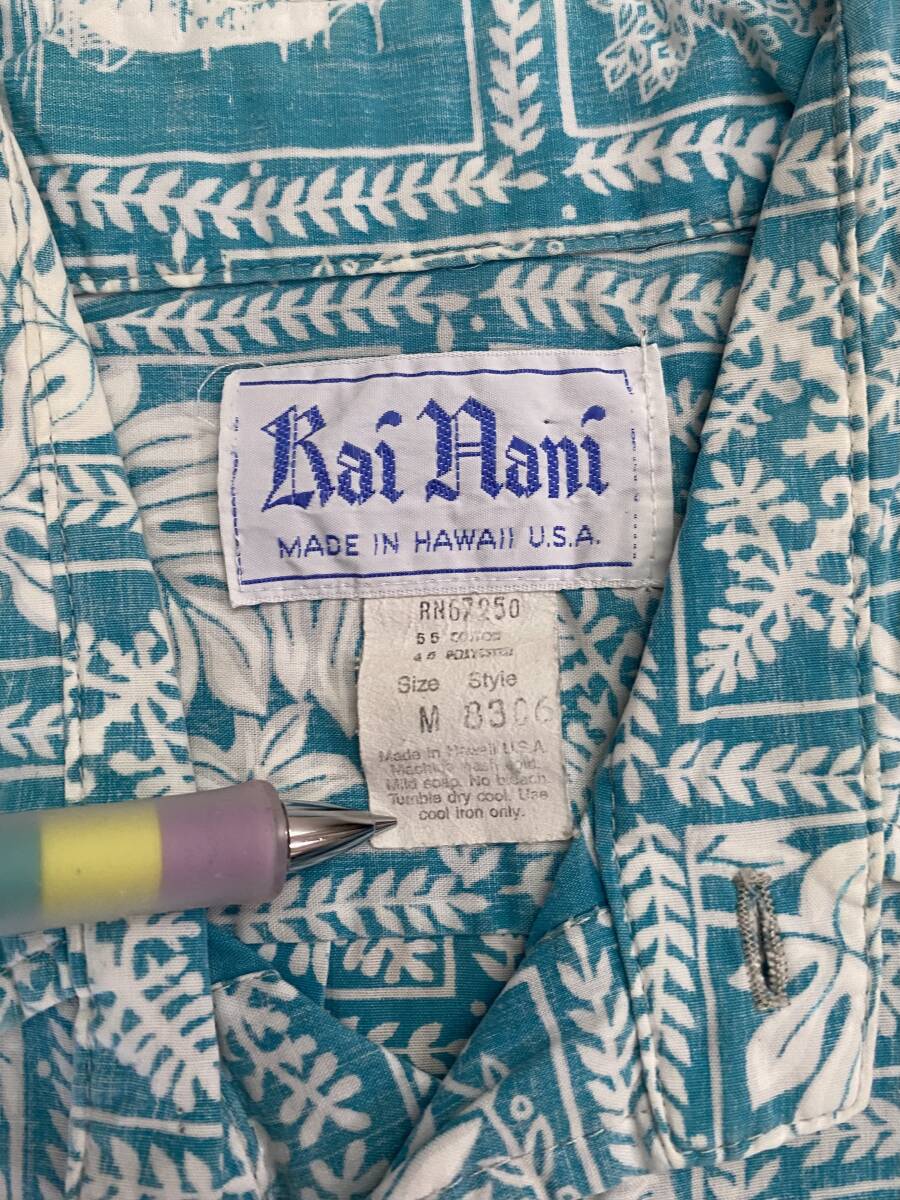 Kai Nani
MADE IN HAWAII U.S.A.
RN67250
55 COTTON
45 POLYESTER
Size Style
M 8306
Made in Hawaii U.S.A.
Machine wash cold.
Mild soap. No bleach.
Tumble dry cool. Use
cool iron only.